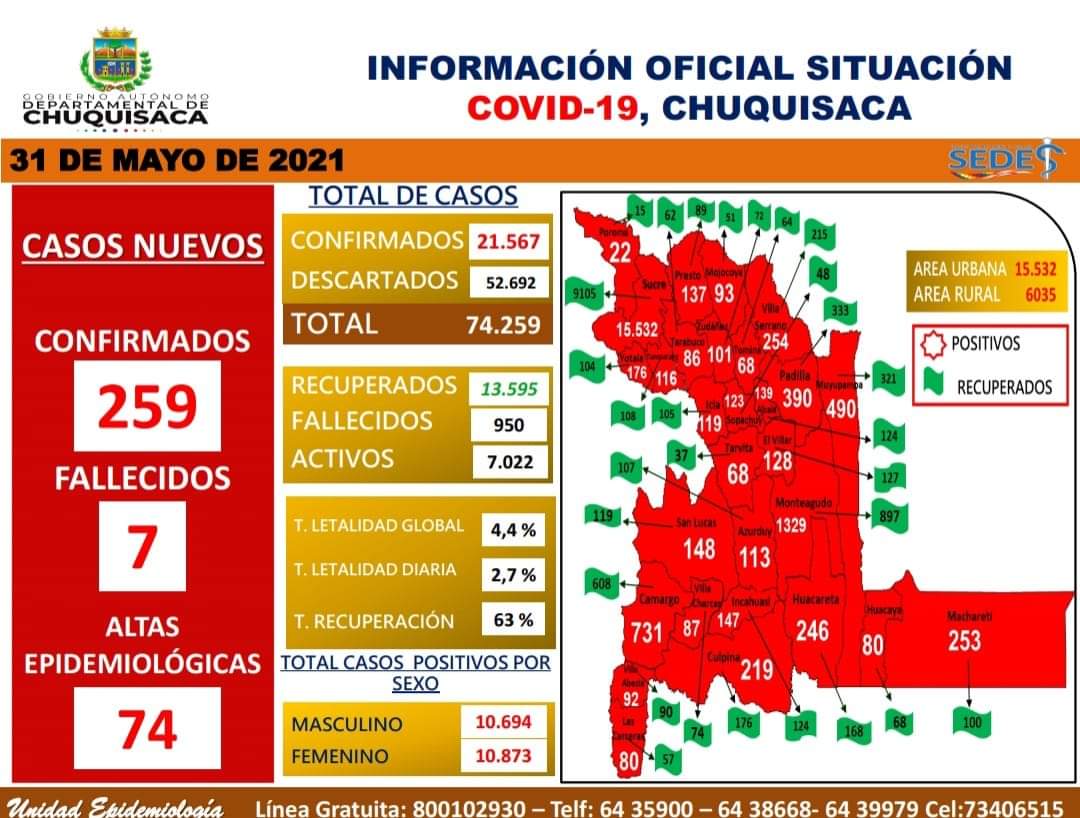 GOBIERNO AUTÓNOMO
DEPARTAMENTAL DE
CHUQUISACA
INFORMACIÓN OFICIAL SITUACIÓN
COVID-19, CHUQUISACA
31 DE MAYO DE 2021
SEDES
CASOS NUEVOS
CONFIRMADOS
259
FALLECIDOS
7
ALTAS
EPIDEMIOLÓGICAS
74
TOTAL DE CASOS
CONFIRMADOS 21.567
DESCARTADOS 52.692
TOTAL 74.259
RECUPERADOS 13.595
FALLECIDOS 950
ACTIVOS 7.022
T. LETALIDAD GLOBAL 4,4 %
T. LETALIDAD DIARIA 2,7 %
T. RECUPERACIÓN 63 %
TOTAL CASOS POSITIVOS POR
SEXO
MASCULINO 10.694
FEMENINO 10.873
AREA URBANA 15.532
AREA RURAL 6035
POSITIVOS
RECUPERADOS
15
62
89
51
72
64
215
48
333
Poroma
22
Sucre
9105
15.532
Presto
137
Mojocoya
93
Zudáñez
101
Villa
Serrano
254
Tarabuco
86
Tomina
68
Yotala
176
104
116
Padilla
390
Muyupampa
490
321
108
105
Icla
119
123
Sopachuy
139
124
37
Tarvita
68
El Villar
128
127
107
119
San Lucas
148
Azurduy
113
Monteagudo
1329
897
608
Camargo
731
Villa
Charcas
87
Incahuasi
147
Huacareta
246
Huacaya
80
Machareti
253
Culpina
219
Villa
Abecia
92
90
Las
Carreras
80
57
74
176
124
168
68
100
Unidad Epidemiología
Línea Gratuita: 800102930 – Telf: 64 35900 – 64 38668- 64 39979 Cel:73406515